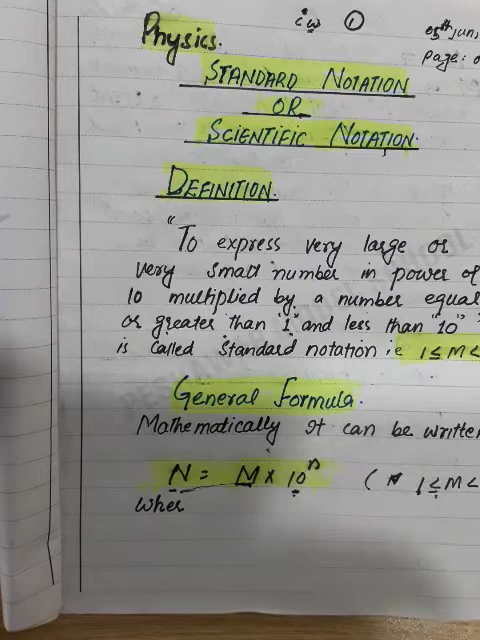 cw ①
05th jun,
Page: 0
Physics.
STANDARD NOTATION
OR
SCIENTIFIC NOTATION.
DEFINITION.
"To express very large or
very small number in power of
10 multiplied by a number equal
or greater than "1" and less than "10"
is called Standard notation i.e 1≤M<
General Formula.
Mathematically It can be written
N = M x 10ⁿ ( 1≤M<
Wher